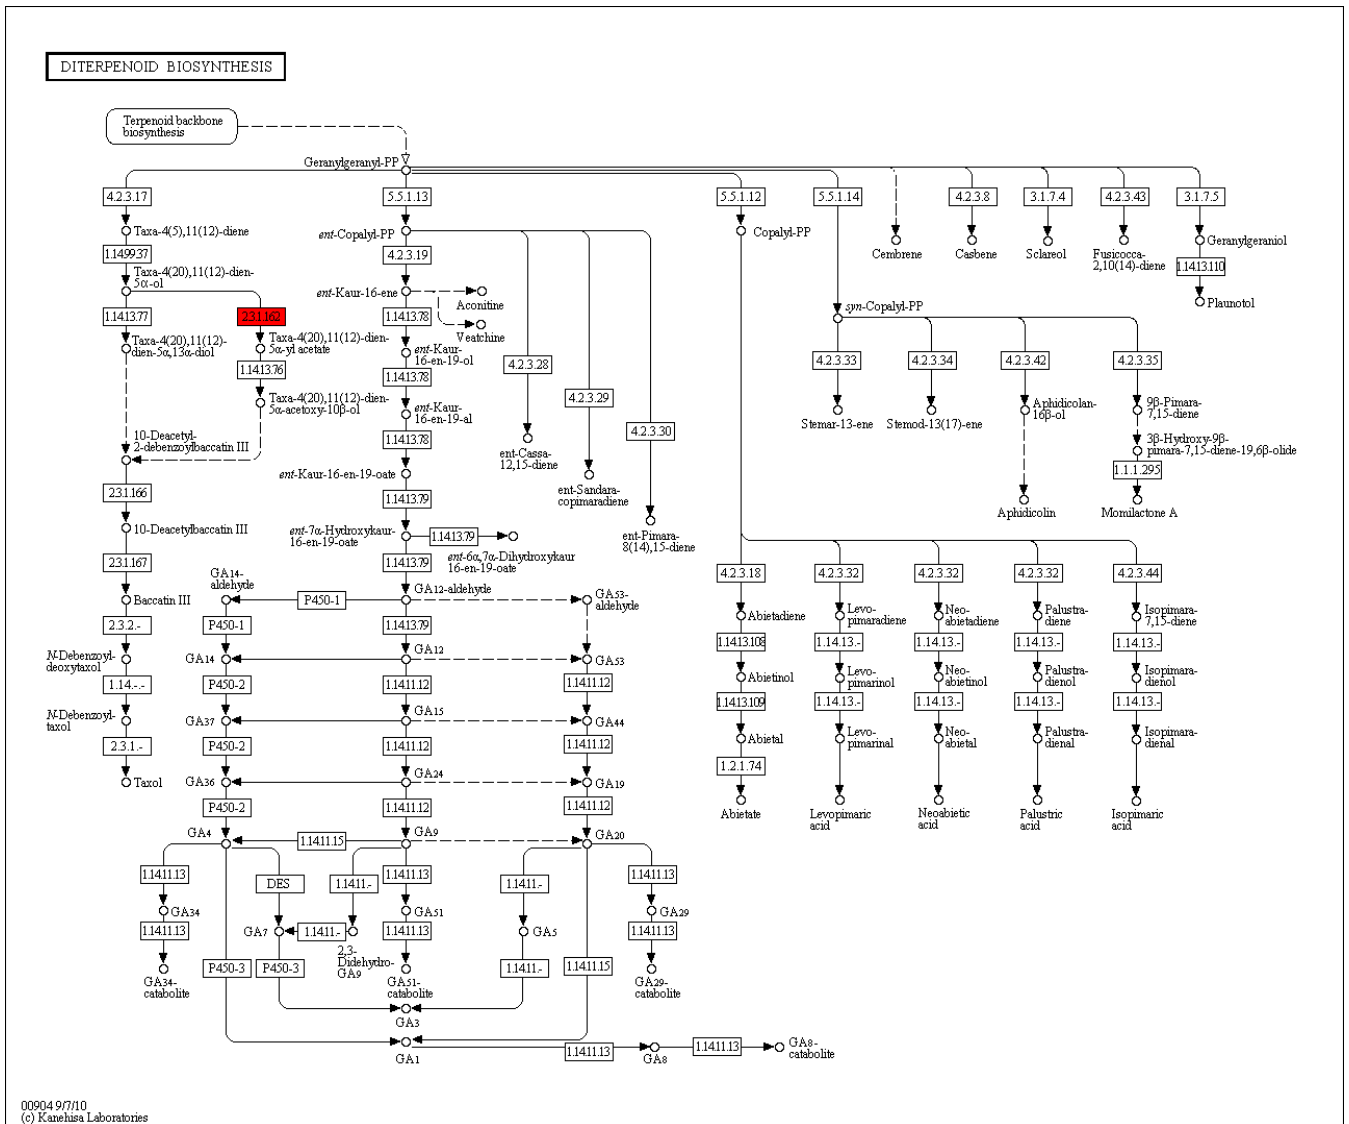 DITERPENOID BIOSYNTHESIS
Terpenoid backbone
biosynthesis
Geranylgeranyl-PP
4.2.3.17
5.5.1.13
5.5.1.12
5.5.1.14
4.2.3.8
3.1.7.4
4.2.3.43
3.1.7.5
Taxa-4(5),11(12)-diene
ent-Copalyl-PP
Copalyl-PP
Cembrene
Casbene
Sclareol
Fusicocca-
2,10(14)-diene
Geranylgeraniol
1.14.99.37
4.2.3.19
1.14.13.110
Taxa-4(20),11(12)-dien-
5α-ol
ent-Kaur-16-ene
Aconitine
Veatchine
Plaunotol
syn-Copalyl-PP
1.14.13.77
2.3.1.162
1.14.13.78
Taxa-4(20),11(12)-
dien-5α,13α-diol
Taxa-4(20),11(12)-dien-
5α-yl acetate
ent-Kaur-
16-en-19-ol
4.2.3.28
4.2.3.33
4.2.3.34
4.2.3.42
4.2.3.35
1.14.13.76
1.14.13.78
4.2.3.29
Taxa-4(20),11(12)-dien-
5α-acetoxy-10β-ol
ent-Kaur-
16-en-19-al
4.2.3.30
Stemar-13-ene
Stemod-13(17)-ene
Aphidicolan-
16β-ol
9β-Pimara-
7,15-diene
10-Deacetyl-
2-debenzoylbaccatin III
1.14.13.78
ent-Cassa-
12,15-diene
3β-Hydroxy-9β-
pimara-7,15-diene-19,6β-olide
ent-Kaur-16-en-19-oate
1.1.1.295
2.3.1.166
1.14.13.79
ent-Sandara-
copimaradiene
Aphidicolin
Momilactone A
10-Deacetylbaccatin III
ent-7α-Hydroxykaur-
16-en-19-oate
1.14.13.79
ent-6α,7α-Dihydroxykaur
16-en-19-oate
ent-Pimara-
8(14),15-diene
2.3.1.167
1.14.13.79
4.2.3.18
4.2.3.32
4.2.3.32
4.2.3.32
4.2.3.44
GA14-
aldehyde
GA12-aldehyde
GA53-
aldehyde
Baccatin III
P450-1
Abietadiene
Levo-
pimaradiene
Neo-
abietadiene
Palustra-
diene
Isopimara-
7,15-diene
2.3.2.-
P450-1
1.14.13.79
1.14.13.108
1.14.13.-
1.14.13.-
1.14.13.-
1.14.13.-
N-Debenzoyl-
deoxytaxol
GA14
GA12
GA53
Abietinol
Levo-
pimarinol
Neo-
abietinol
Palustra-
dienol
Isopimara-
dienol
1.14.-.-
P450-2
1.14.11.12
1.14.11.12
1.14.13.109
1.14.13.-
1.14.13.-
1.14.13.-
1.14.13.-
N-Debenzoyl-
taxol
GA37
GA15
GA44
Abietal
Levo-
pimarinal
Neo-
abietal
Palustra-
dienal
Isopimara-
dienal
2.3.1.-
P450-2
1.14.11.12
1.14.11.12
1.2.1.74
Taxol
GA36
GA24
GA19
P450-2
1.14.11.12
1.14.11.12
Abietate
Levopimaric
acid
Neoabietic
acid
Palustric
acid
Isopimaric
acid
GA4
1.14.11.15
GA9
GA20
1.14.11.13
DES
1.14.11.-
1.14.11.13
1.14.11.-
1.14.11.13
GA34
GA51
GA29
1.14.11.13
GA7
1.14.11.-
1.14.11.13
GA5
1.14.11.13
2,3-
Didehydro-
GA9
P450-3
P450-3
1.14.11.-
1.14.11.15
GA34-
catabolite
GA51-
catabolite
GA29-
catabolite
GA3
GA1
1.14.11.13
GA8
1.14.11.13
GA8-
catabolite
00904 9/7/10
(c) Kanehisa Laboratories